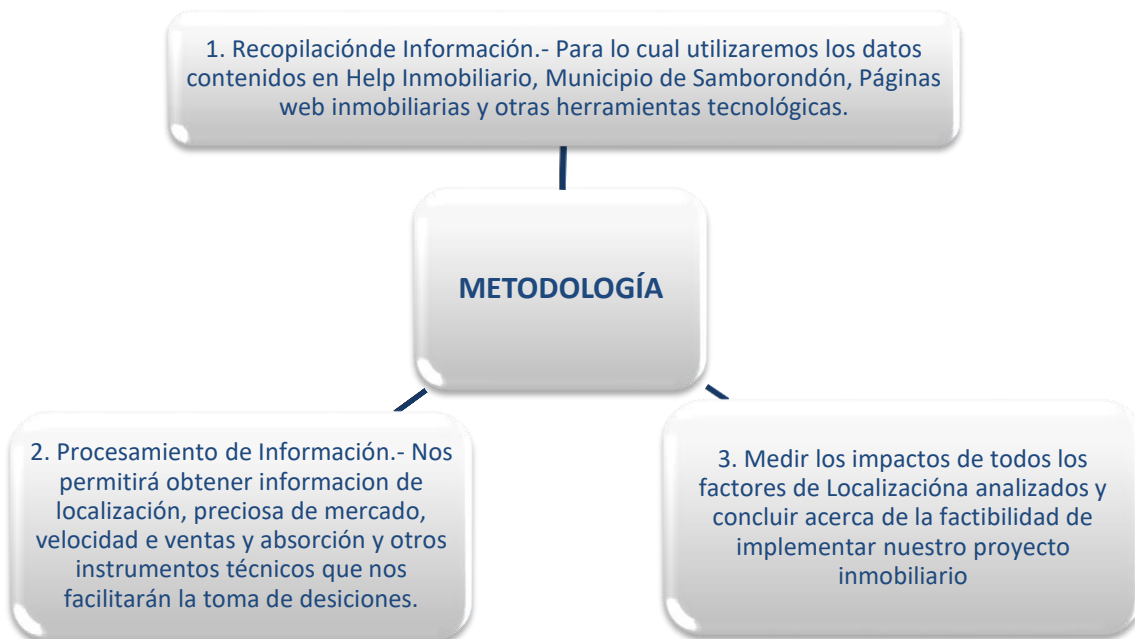 1. Recopilaciónde Información.- Para lo cual utilizaremos los datos
contenidos en Help Inmobiliario, Municipio de Samborondón, Páginas
web inmobiliarias y otras herramientas tecnológicas.
METODOLOGÍA
2. Procesamiento de Información.- Nos
permitirá obtener informacion de
localización, preciosa de mercado,
velocidad e ventas y absorción y otros
instrumentos técnicos que nos
facilitarán la toma de desiciones.
3. Medir los impactos de todos los
factores de Localizacióna analizados y
concluir acerca de la factibilidad de
implementar nuestro proyecto
inmobiliario